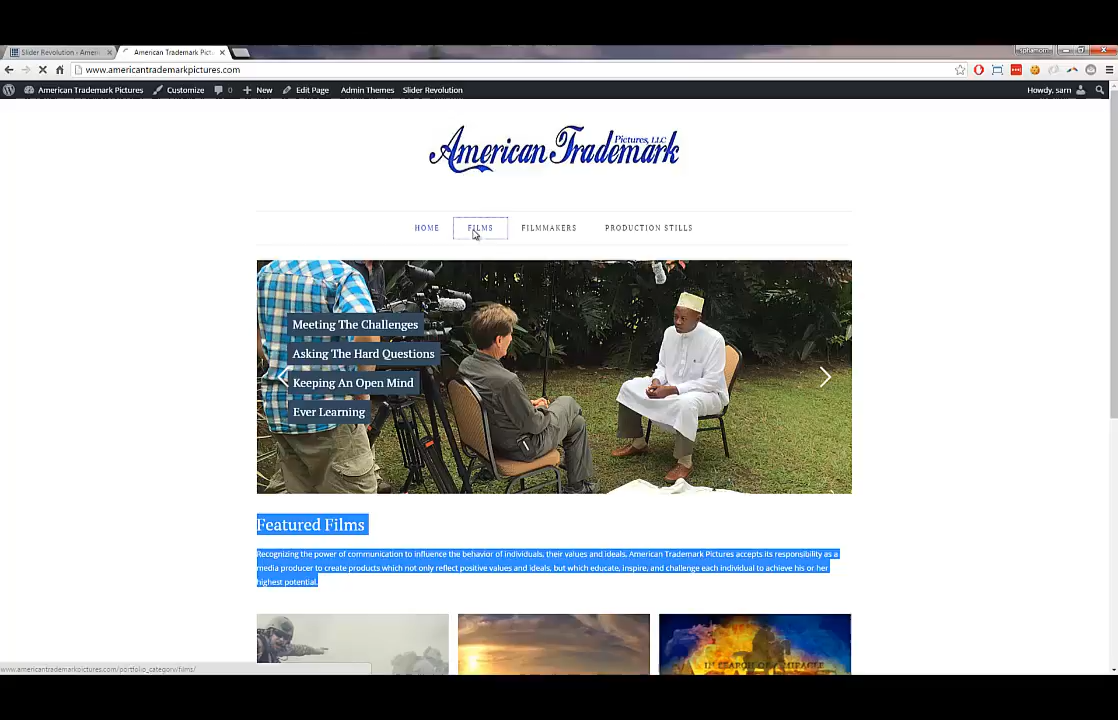 Slider Revolution - Ameri
American Trademark Pict
www.americantrademarkpictures.com
American Trademark Pictures
Customize
0
New
Edit Page
Admin Themes
Slider Revolution
Howdy, sam
American Trademark
Pictures, LLC
HOME
FILMS
FILMMAKERS
PRODUCTION STILLS
Meeting The Challenges
Asking The Hard Questions
Keeping An Open Mind
Ever Learning
Featured Films
Recognizing the power of communication to influence the behavior of individuals, their values and ideals, American Trademark Pictures accepts its responsibility as a
media producer to create products which not only reflect positive values and ideals, but which educate, inspire, and challenge each individual to achieve his or her
highest potential.
IN SEARCH OF A MIRACLE
www.americantrademarkpictures.com/portfolio_category/films/